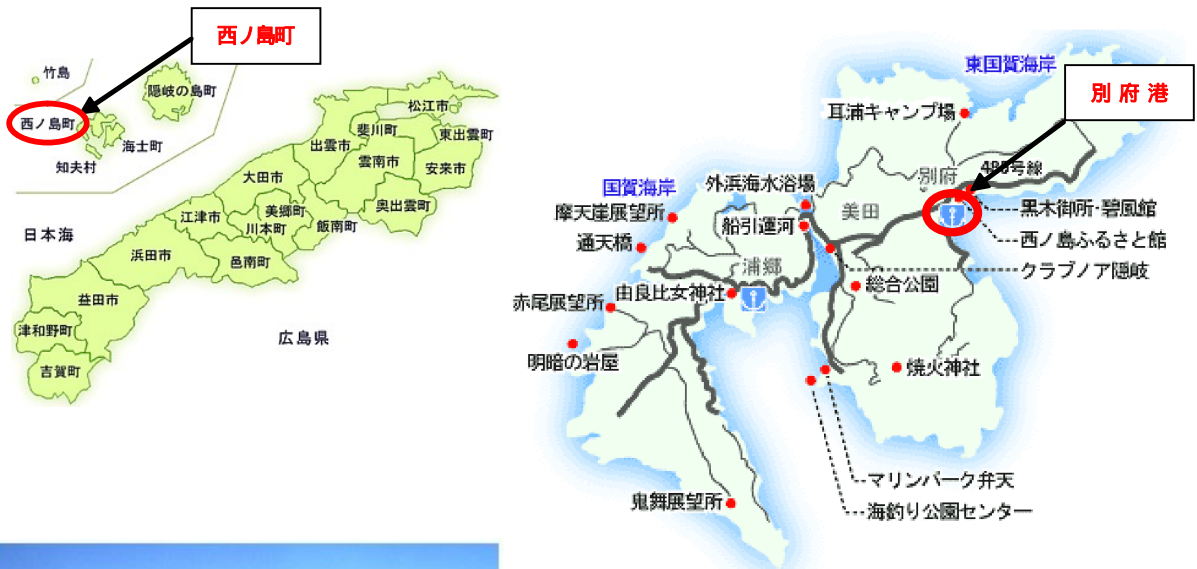 西ノ島町
竹島
隠岐の島町
西ノ島町
海士町
知夫村
松江市
斐川町
東出雲町
出雲市
雲南市
安来市
大田市
奥出雲町
美郷町
江津市
川本町
飯南町
日本海
浜田市
邑南町
益田市
津和野町
広島県
吉賀町
東国賀海岸
別府港
耳浦キャンプ場
485号線
別府
国賀海岸
外浜海水浴場
摩天崖展望所
美田
黒木御所・碧風館
船引運河
通天橋
西ノ島ふるさと館
浦郷
クラブノア隠岐
由良比女神社
総合公園
赤尾展望所
明暗の岩屋
焼火神社
マリンパーク弁天
鬼舞展望所
海釣り公園センター